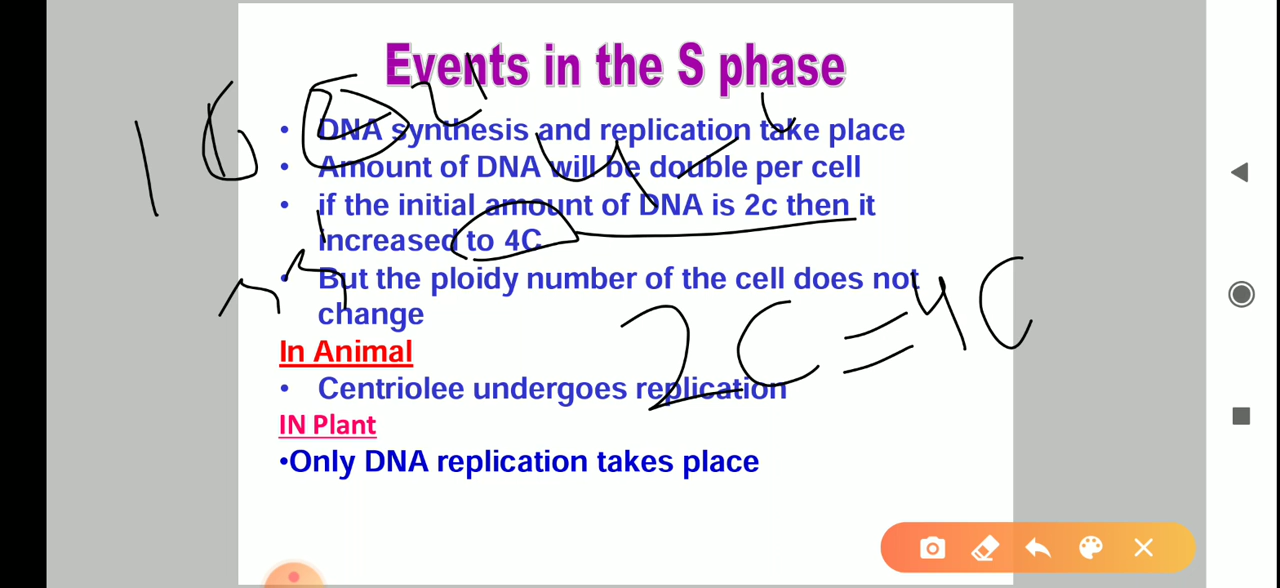 Events in the S phase
• DNA synthesis and replication take place
• Amount of DNA will be double per cell
• if the initial amount of DNA is 2c then it
increased to 4C
• But the ploidy number of the cell does not
change
2C=4C
In Animal
• Centriolee undergoes replication
IN Plant
•Only DNA replication takes place